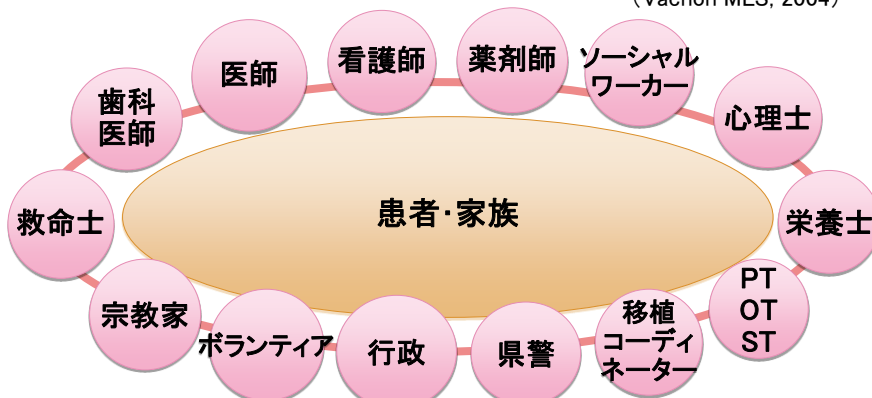 (Vachon MLS, 2004)
医師
看護師
薬剤師
ソーシャル
ワーカー
歯科
医師
心理士
救命士
患者・家族
栄養士
宗教家
ボランティア
行政
県警
移植
コーディ
ネーター
PT
OT
ST